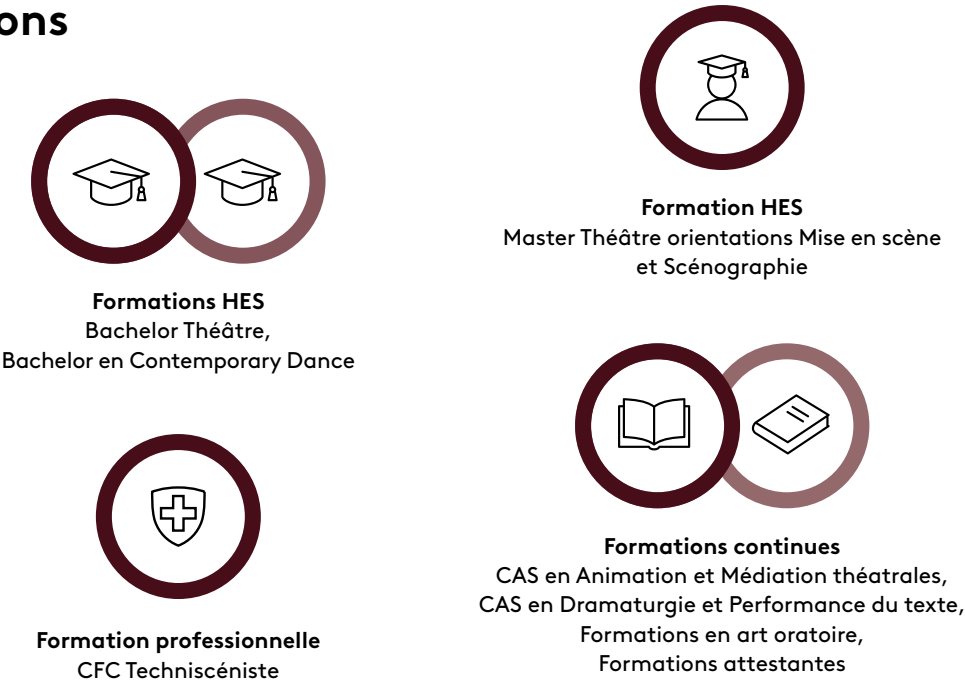 ons
Formations HES
Bachelor Théâtre,
Bachelor en Contemporary Dance
Formation HES
Master Théâtre orientations Mise en scène
et Scénographie
Formation professionnelle
CFC Techniscéniste
Formations continues
CAS en Animation et Médiation théatrales,
CAS en Dramaturgie et Performance du texte,
Formations en art oratoire,
Formations attestantes